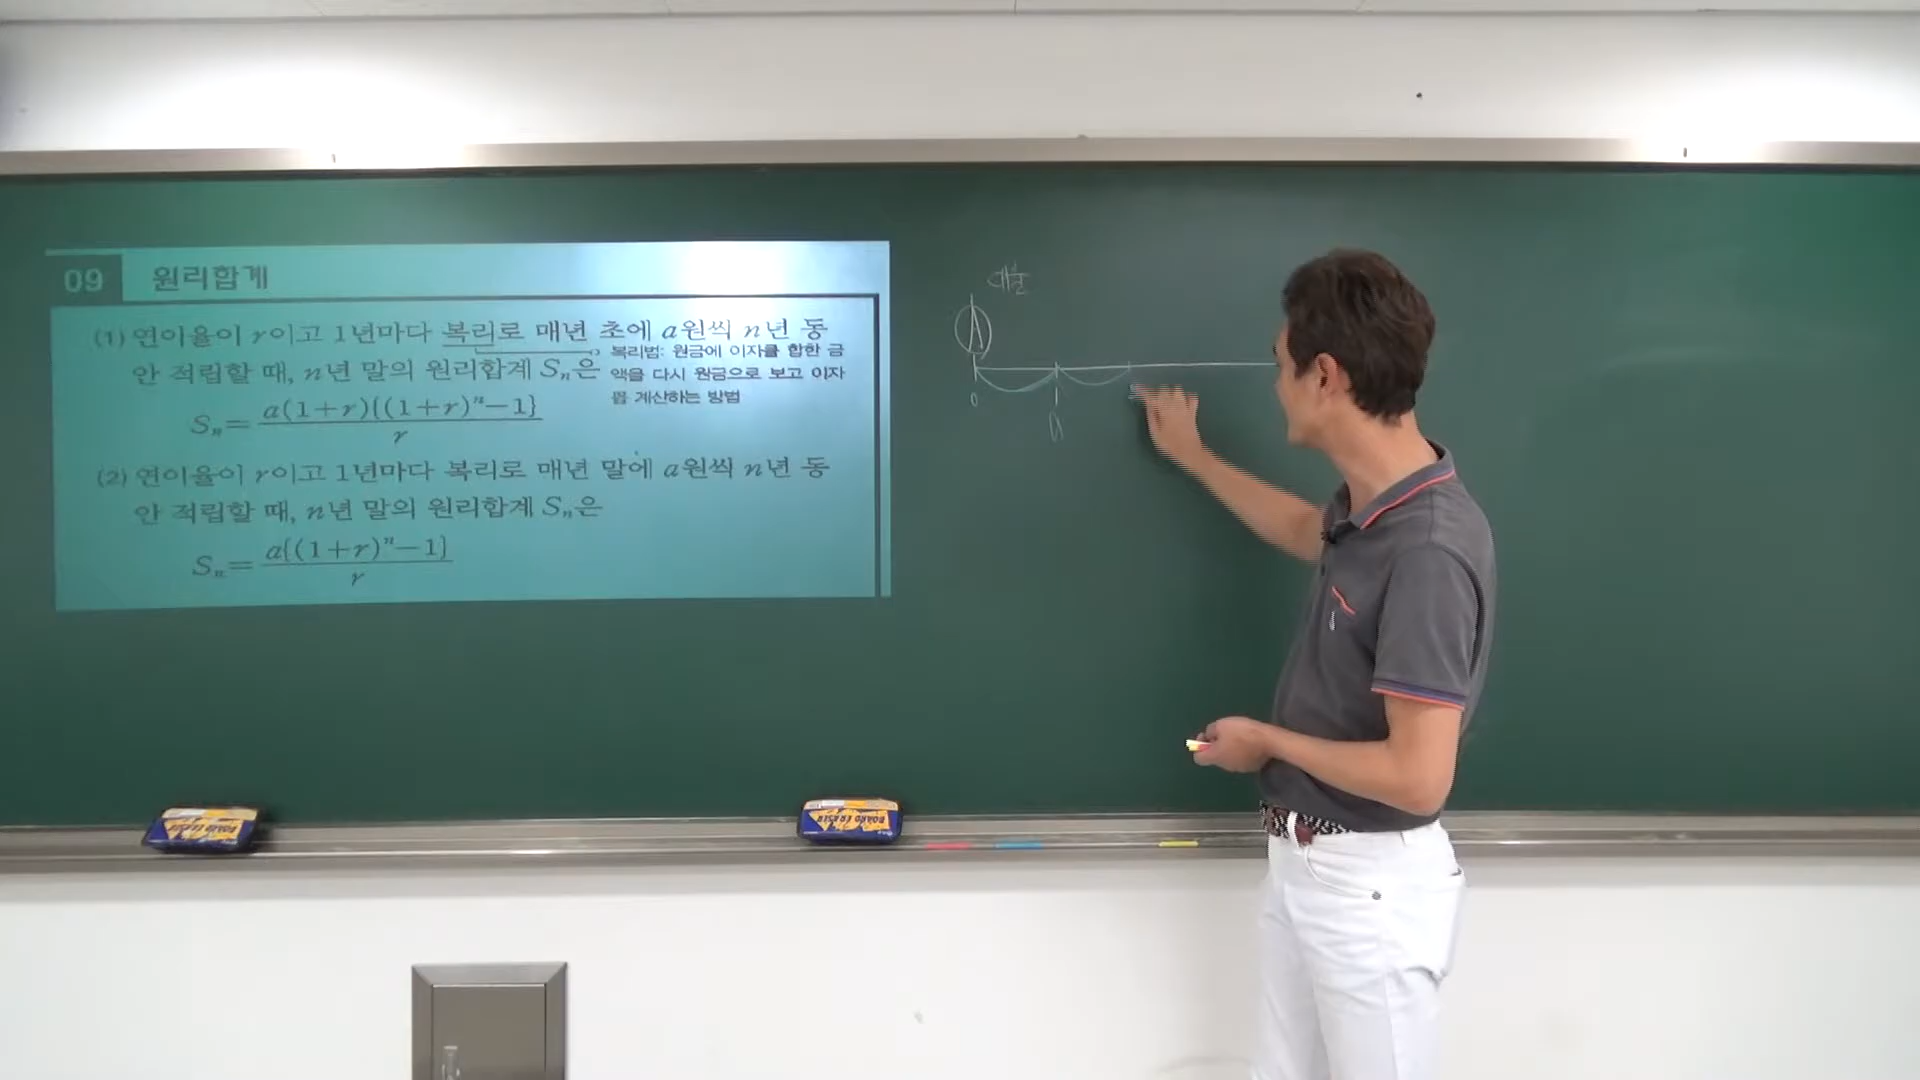 09 원리합계
(1) 연이율이 r이고 1년마다 복리로 매년 초에 a원씩 n년 동
안 적립할 때, n년 말의 원리합계 Sₙ은
복리법: 원금에 이자를 합한 금
액을 다시 원금으로 보고 이자
를 계산하는 방법
Sₙ= a(1+r){(1+r)ⁿ−1} / r
(2) 연이율이 r이고 1년마다 복리로 매년 말에 a원씩 n년 동
안 적립할 때, n년 말의 원리합계 Sₙ은
Sₙ= a{(1+r)ⁿ−1} / r
대출
A
0
BOARD ERASER
BOARD ERASER